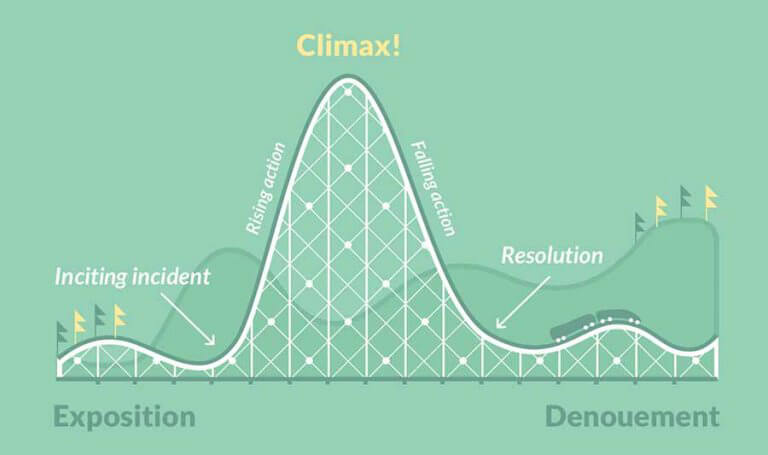 Climax!
Rising action
Falling action
Inciting incident
Resolution
Exposition
Denouement